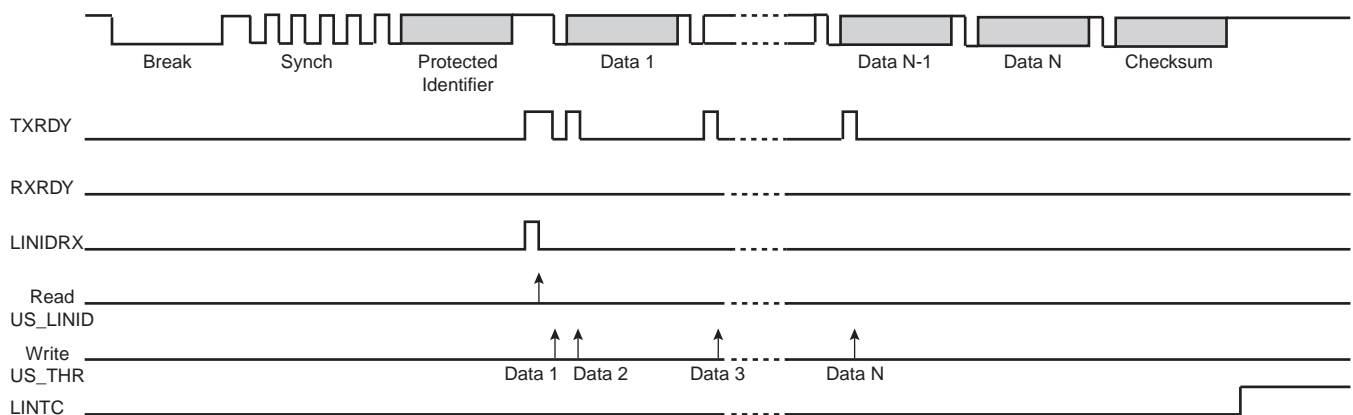 Break Synch Protected Identifier Data 1 Data N-1 Data N Checksum
TXRDY
RXRDY
LINIDRX
Read
US_LINID
Write
US_THR
Data 1 Data 2 Data 3 Data N
LINTC